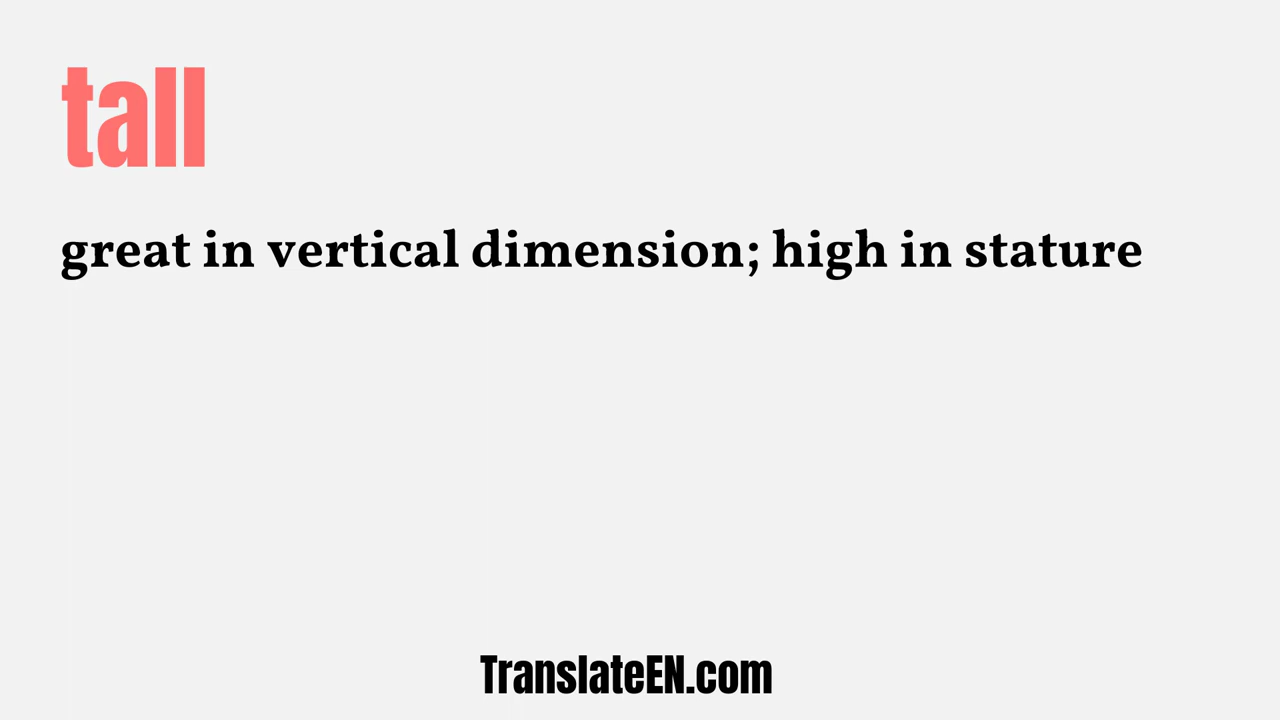 tall
great in vertical dimension; high in stature
TranslateEN.com